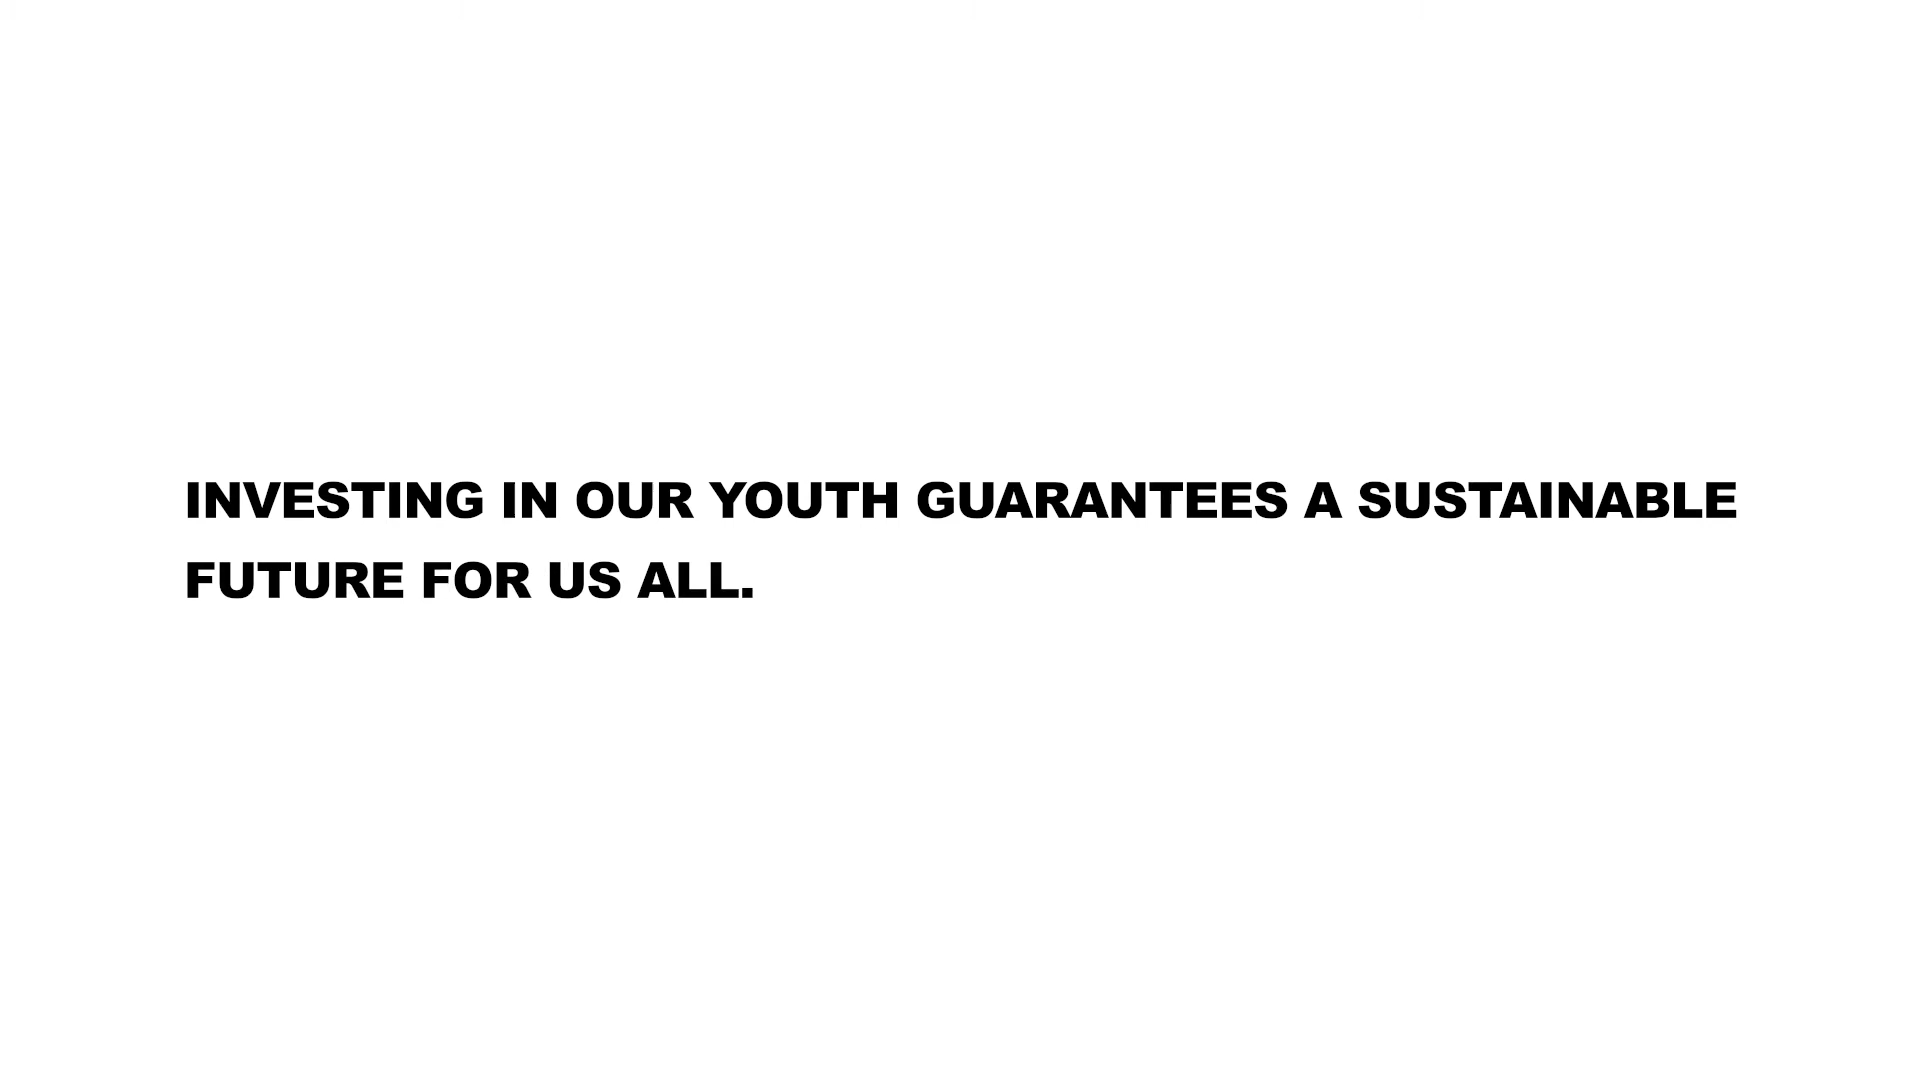 INVESTING IN OUR YOUTH GUARANTEES A SUSTAINABLE
FUTURE FOR US ALL.